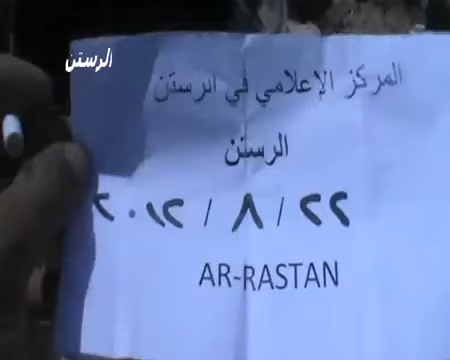 الرستن
المركز الإعلامي في الرستن
الرستن
٢٢ / ٨ / ٢٠١٢
AR-RASTAN